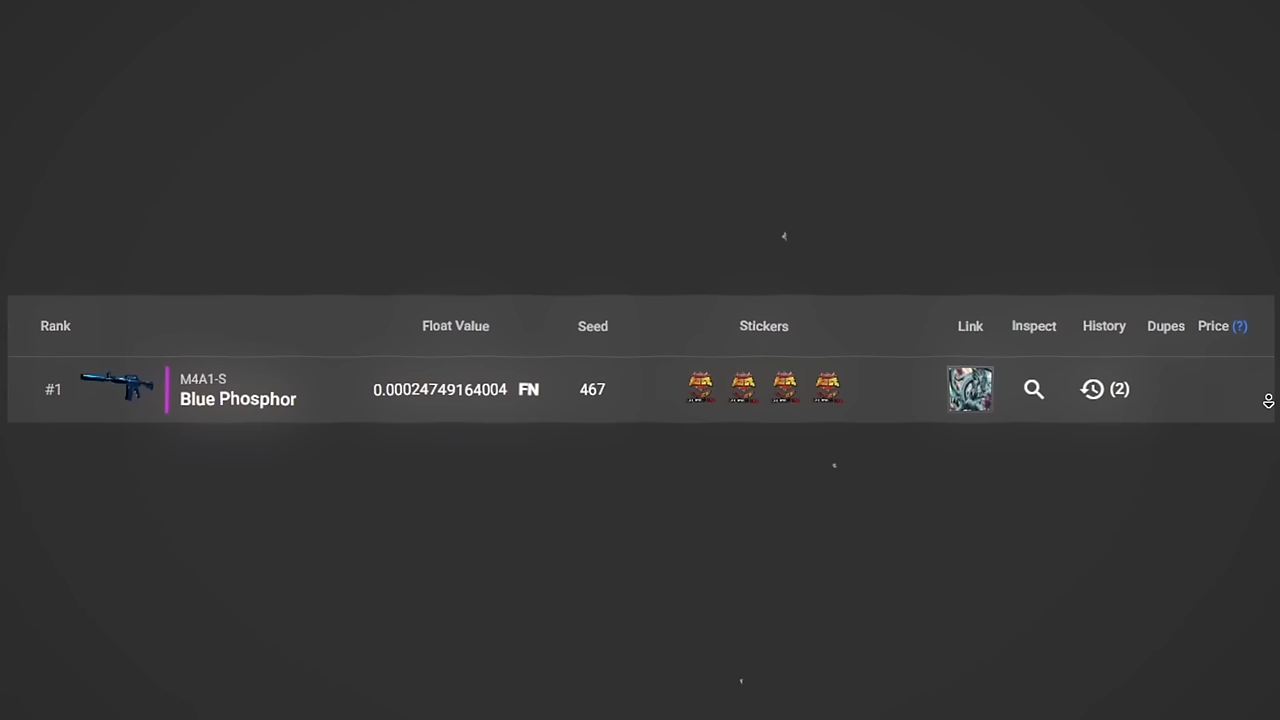 Rank Float Value Seed Stickers Link Inspect History Dupes Price (?)
M4A1-S
#1 Blue Phosphor 0.00024749164004 FN 467 (2)